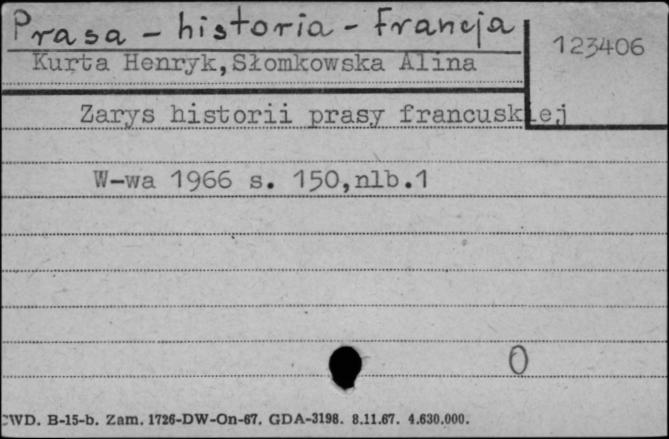 Prasa - historia - Francja
123406
Kurta Henryk, Słomkowska Alina
Zarys historii prasy francuskiej
W-wa 1966 s. 150,nlb.1
0
CWD. B-15-b. Zam. 1726-DW-On-67. GDA-3198. 8.11.67. 4.630.000.